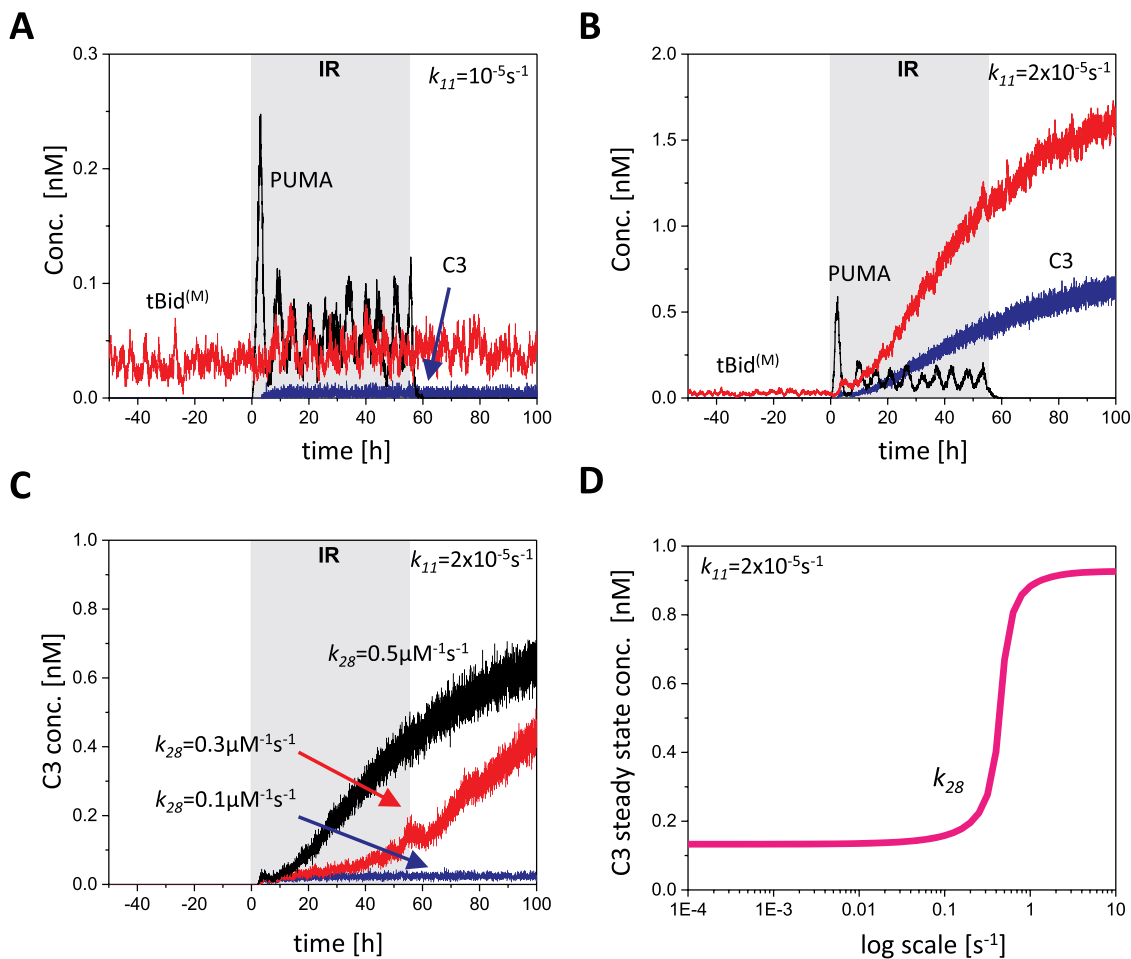 A
IR
k11=10-5s-1
PUMA
C3
tBid(M)
Conc. [nM]
0.3
0.2
0.1
0.0
-40 -20 0 20 40 60 80 100
time [h]
B
IR
k11=2x10-5s-1
PUMA
C3
tBid(M)
Conc. [nM]
2.0
1.5
1.0
0.5
0.0
-40 -20 0 20 40 60 80 100
time [h]
C
IR
k11=2x10-5s-1
k28=0.5µM-1s-1
k28=0.3µM-1s-1
k28=0.1µM-1s-1
C3 conc. [nM]
1.0
0.8
0.6
0.4
0.2
0.0
-40 -20 0 20 40 60 80 100
time [h]
D
k11=2x10-5s-1
k28
C3 steady state conc. [nM]
1.0
0.8
0.6
0.4
0.2
0.0
1E-4 1E-3 0.01 0.1 1 10
log scale [s-1]